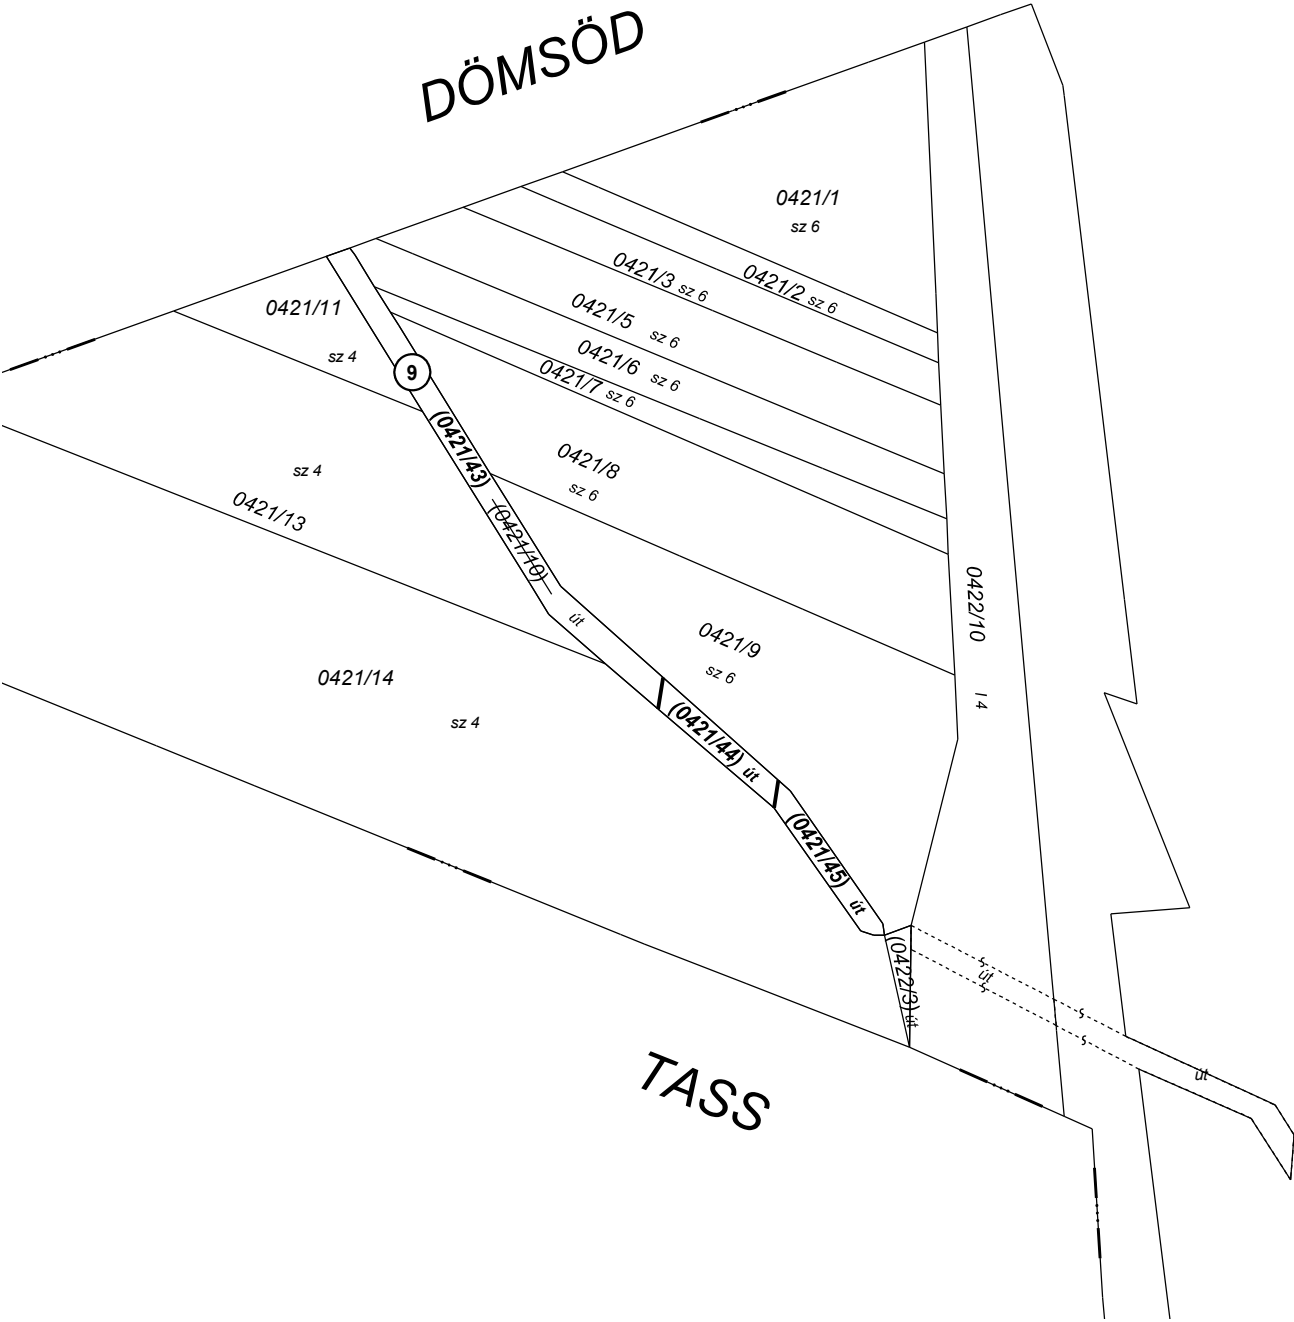 DÖMSÖD
0421/1
sz 6
0421/2 sz 6
0421/3 sz 6
0421/5 sz 6
0421/6 sz 6
0421/7 sz 6
0421/11
sz 4
9
(0421/43)
(0421/10)
út
0421/8
sz 6
sz 4
0421/13
0422/10
l 4
0421/9
sz 6
0421/14
sz 4
(0421/44) út
(0421/45) út
(0422/3) út
út
út
TASS